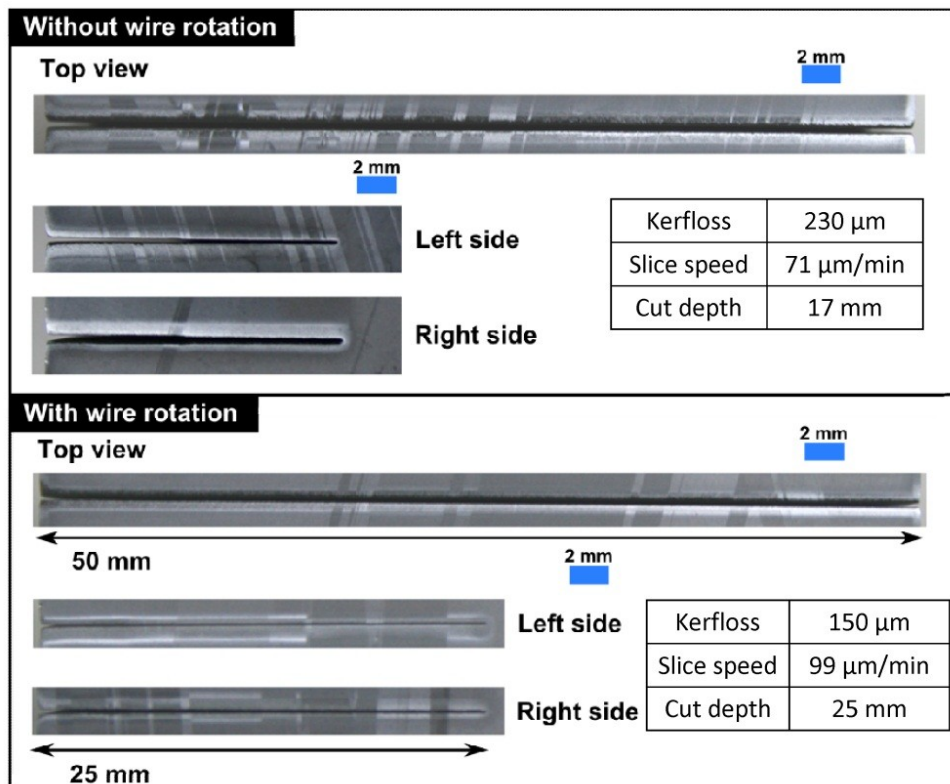 Without wire rotation
Top view
2 mm
2 mm
Left side
Right side
Kerfloss 230 μm
Slice speed 71 μm/min
Cut depth 17 mm
With wire rotation
Top view
2 mm
50 mm
2 mm
Left side
Right side
25 mm
Kerfloss 150 μm
Slice speed 99 μm/min
Cut depth 25 mm